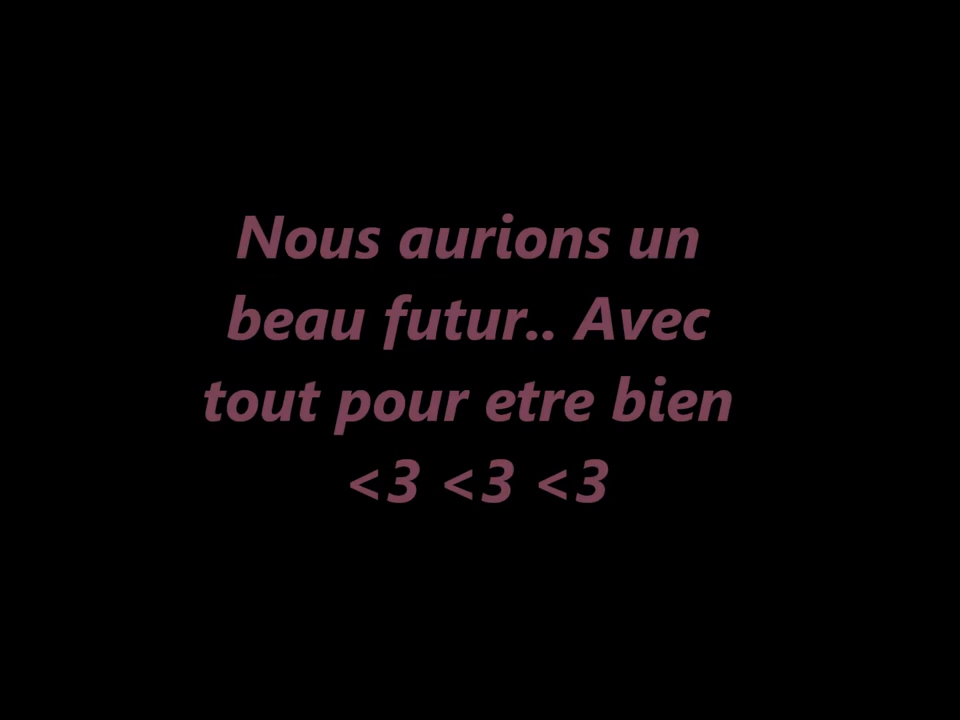 Nous aurions un
beau futur.. Avec
tout pour etre bien
<3 <3 <3